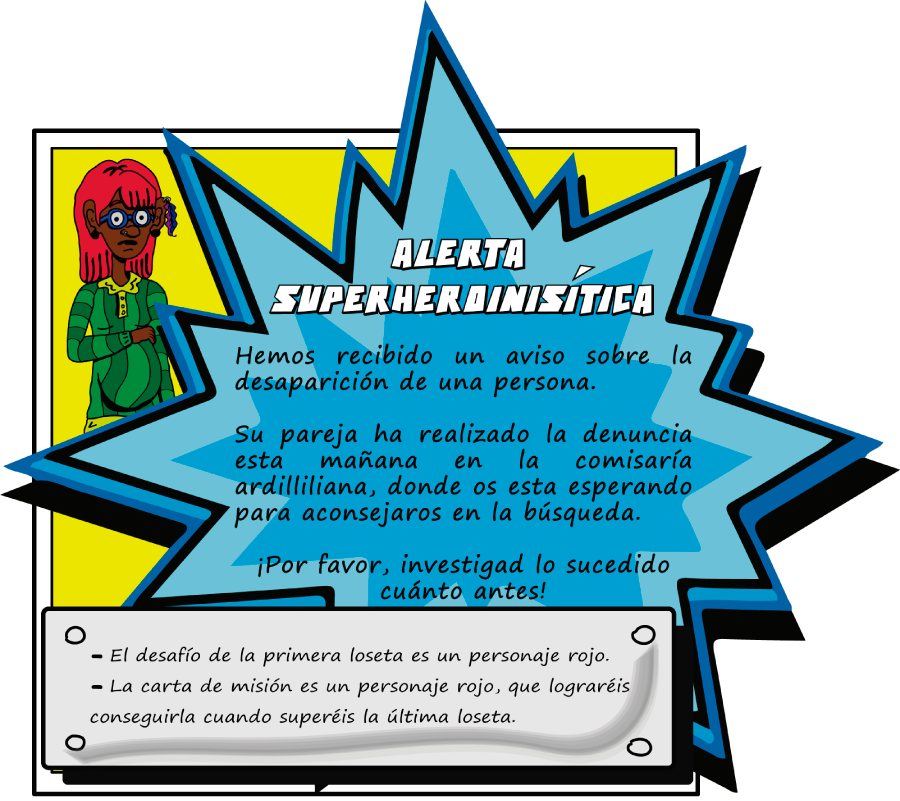 ALERTA
SUPERHEROINISÍTICA
Hemos recibido un aviso sobre la
desaparición de una persona.
Su pareja ha realizado la denuncia
esta mañana en la comisaría
ardilliliana, donde os esta esperando
para aconsejaros en la búsqueda.
¡Por favor, investigad lo sucedido
cuánto antes!
- El desafío de la primera loseta es un personaje rojo.
- La carta de misión es un personaje rojo, que lograréis
conseguirla cuando superéis la última loseta.